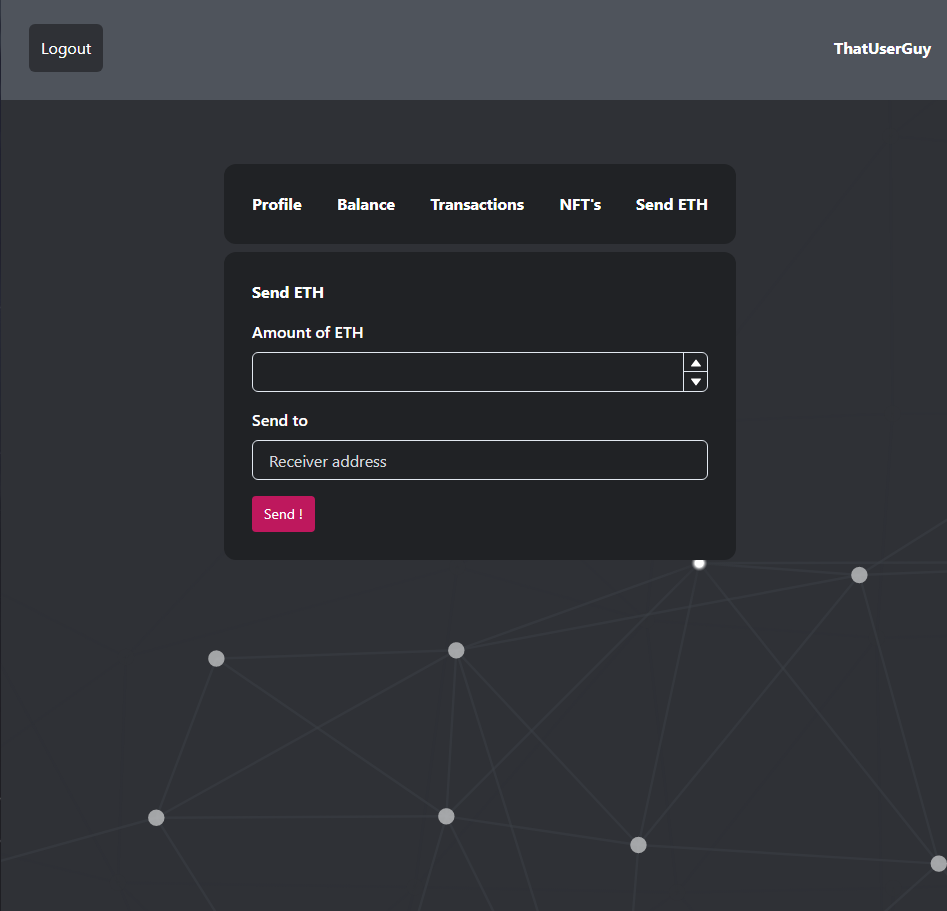 Logout
ThatUserGuy
Profile Balance Transactions NFT's Send ETH
Send ETH
Amount of ETH
Send to
Receiver address
Send !